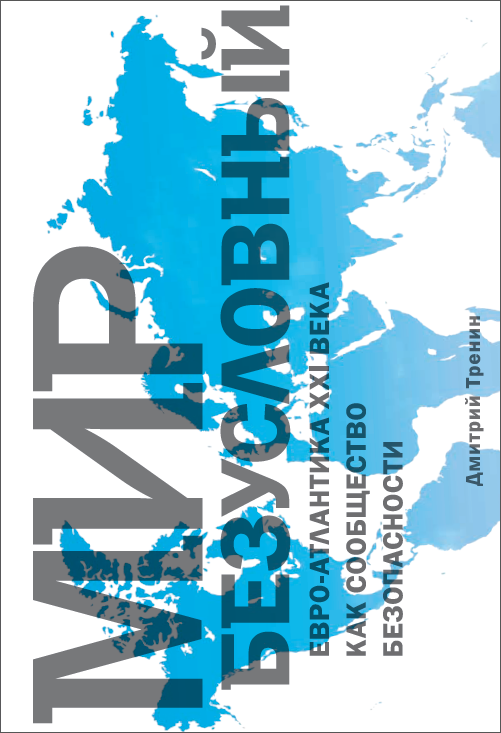 МИР
БЕЗУСЛОВНЫЙ
ЕВРО-АТЛАНТИКА XXI ВЕКА
КАК СООБЩЕСТВО
БЕЗОПАСНОСТИ
Дмитрий Тренин